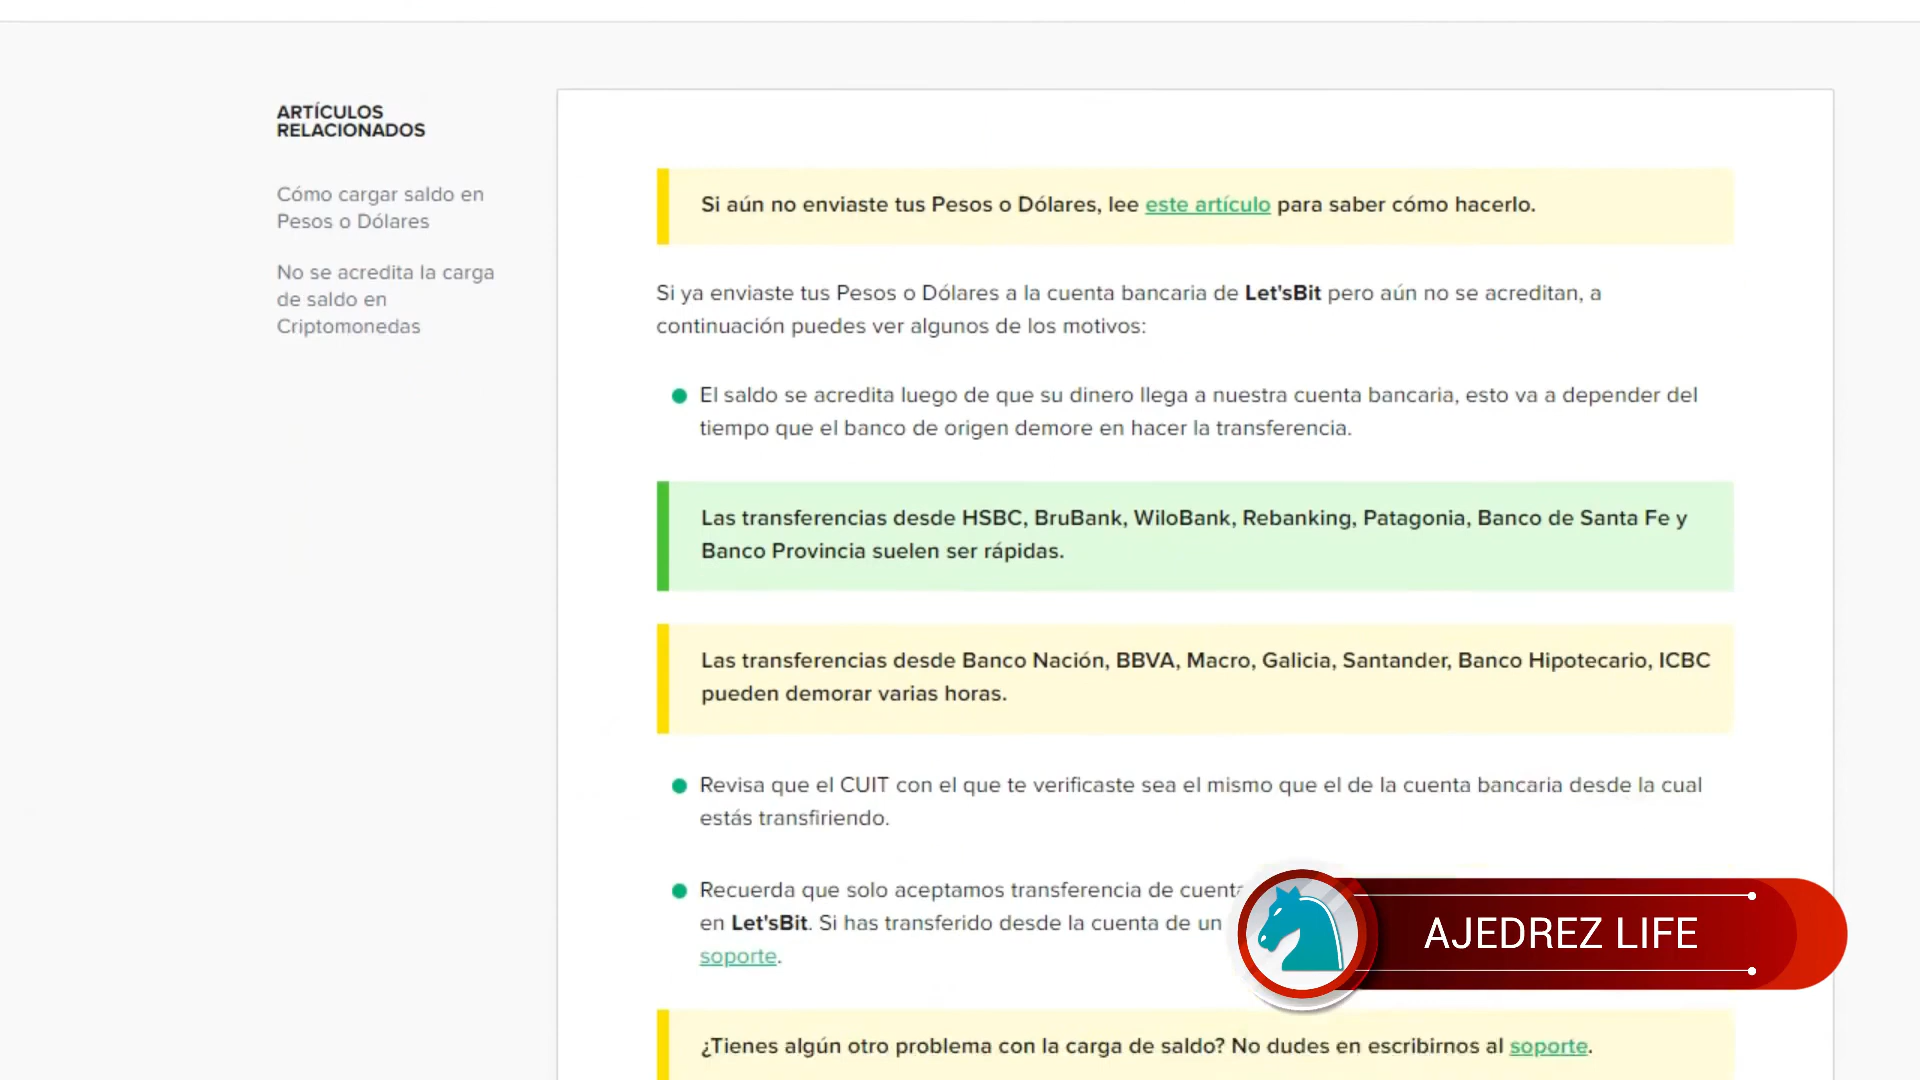 ARTÍCULOS
RELACIONADOS
Cómo cargar saldo en
Pesos o Dólares
No se acredita la carga
de saldo en
Criptomonedas
Si aún no enviaste tus Pesos o Dólares, lee este artículo para saber cómo hacerlo.
Si ya enviaste tus Pesos o Dólares a la cuenta bancaria de Let'sBit pero aún no se acreditan, a
continuación puedes ver algunos de los motivos:
El saldo se acredita luego de que su dinero llega a nuestra cuenta bancaria, esto va a depender del
tiempo que el banco de origen demore en hacer la transferencia.
Las transferencias desde HSBC, BruBank, WiloBank, Rebanking, Patagonia, Banco de Santa Fe y
Banco Provincia suelen ser rápidas.
Las transferencias desde Banco Nación, BBVA, Macro, Galicia, Santander, Banco Hipotecario, ICBC
pueden demorar varias horas.
Revisa que el CUIT con el que te verificaste sea el mismo que el de la cuenta bancaria desde la cual
estás transfiriendo.
Recuerda que solo aceptamos transferencia de cuenta
en Let'sBit. Si has transferido desde la cuenta de un
soporte.
¿Tienes algún otro problema con la carga de saldo? No dudes en escribirnos al soporte.
AJEDREZ LIFE